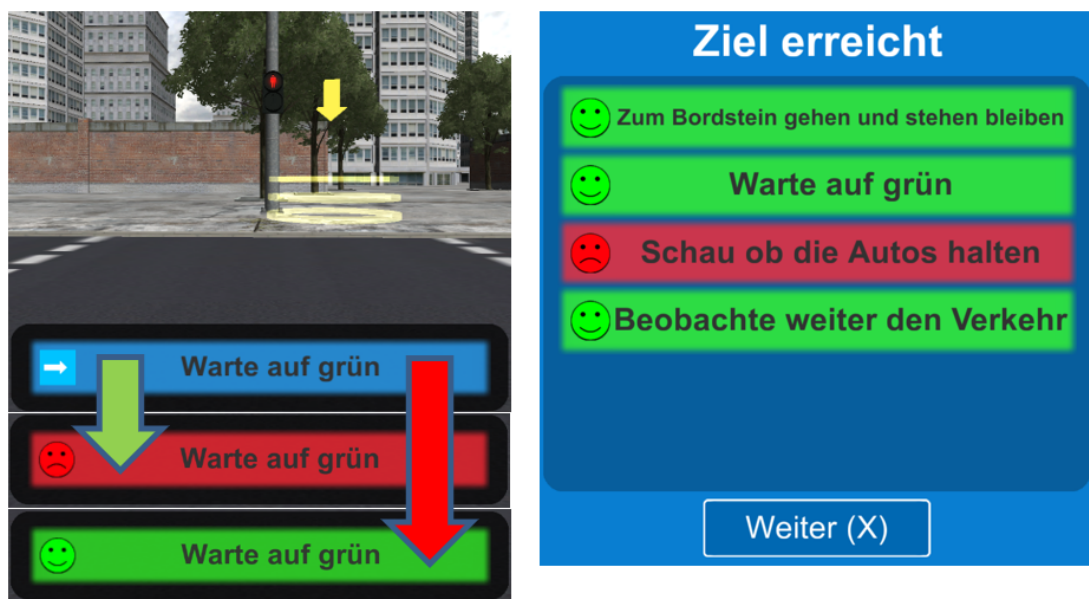 Warte auf grün
Warte auf grün
Warte auf grün
Ziel erreicht
Zum Bordstein gehen und stehen bleiben
Warte auf grün
Schau ob die Autos halten
Beobachte weiter den Verkehr
Weiter (X)